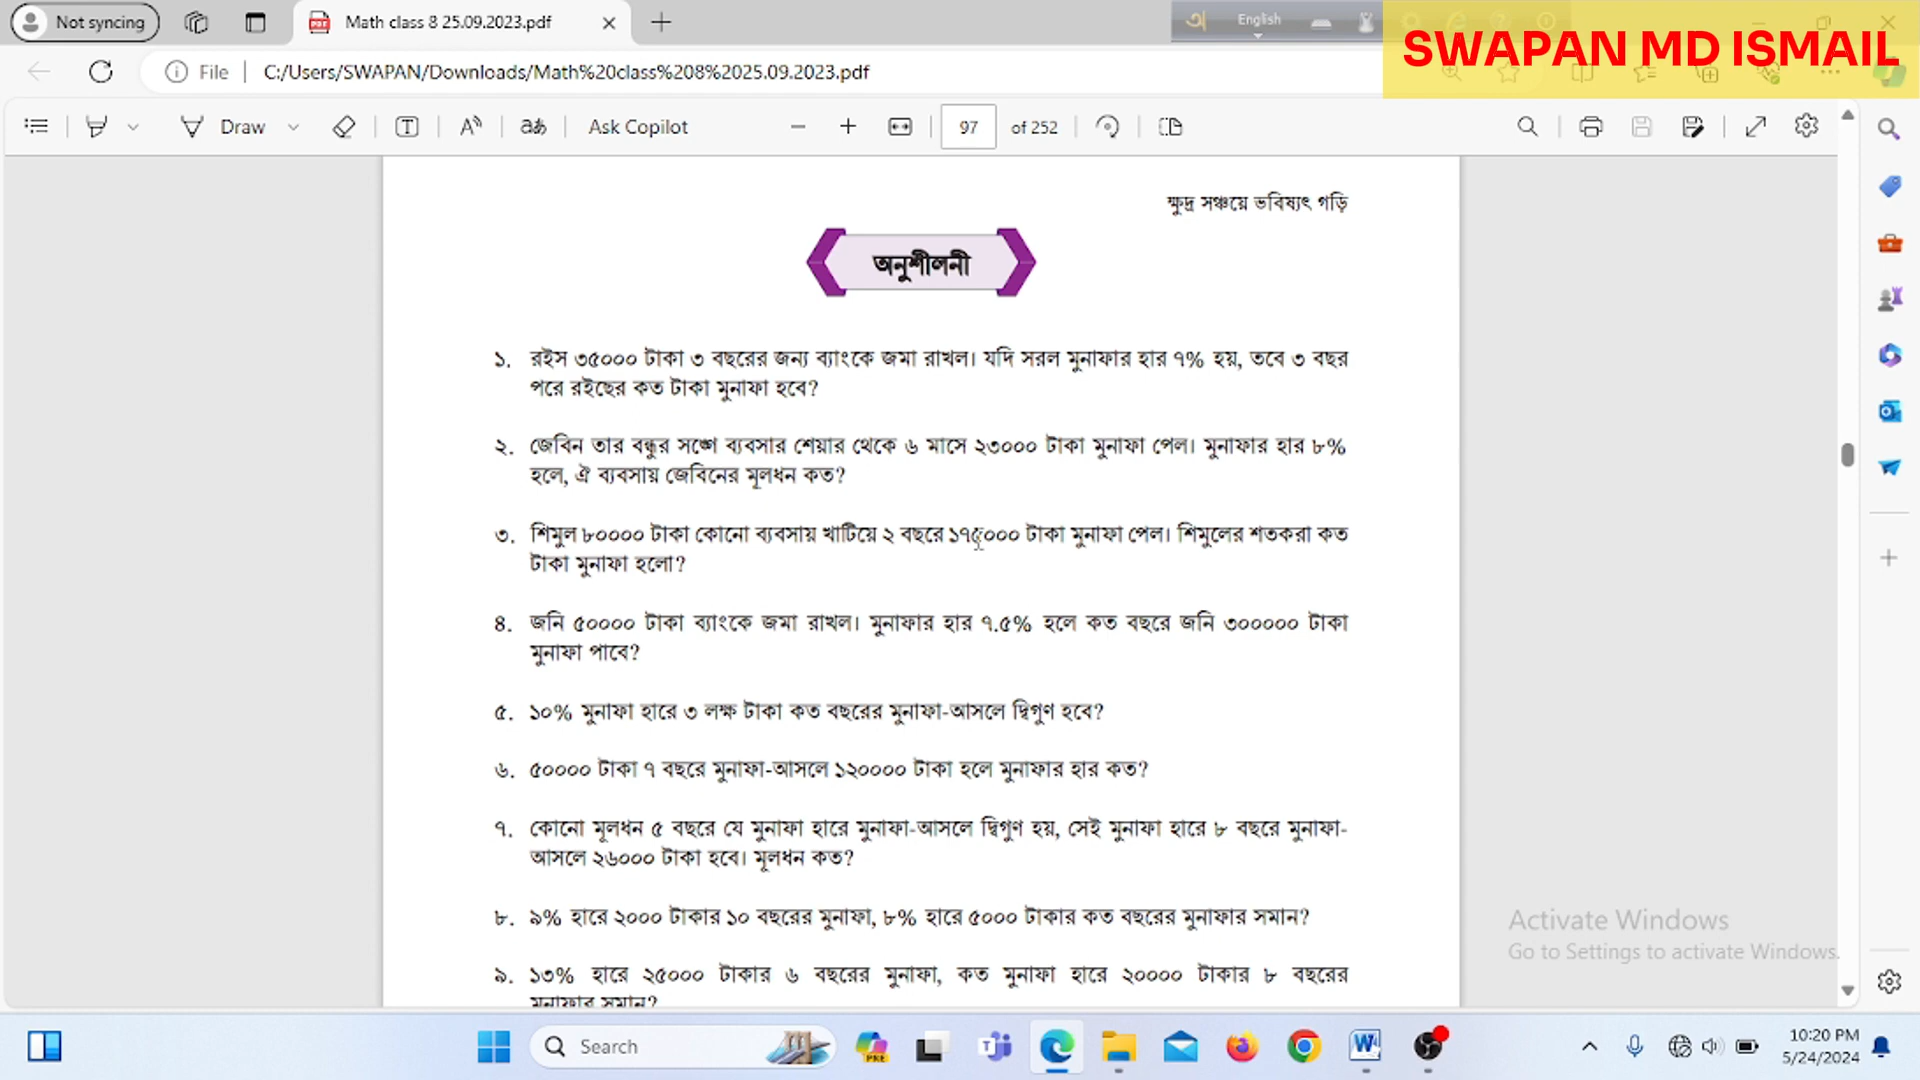 Not syncing
Math class 8 25.09.2023.pdf
English
SWAPAN MD ISMAIL
File
C:/Users/SWAPAN/Downloads/Math%20class%208%2025.09.2023.pdf
Draw
Ask Copilot
97 of 252
ক্ষুদ্র সঞ্চয়ে ভবিষ্যৎ গড়ি
অনুশীলনী
১. রইস ৩৫০০০ টাকা ৩ বছরের জন্য ব্যাংকে জমা রাখল। যদি সরল মুনাফার হার ৭% হয়, তবে ৩ বছর
পরে রইছের কত টাকা মুনাফা হবে?
২. জেবিন তার বন্ধুর সঙ্গে ব্যবসার শেয়ার থেকে ৬ মাসে ২৩০০০ টাকা মুনাফা পেল। মুনাফার হার ৮%
হলে, ঐ ব্যবসায় জেবিনের মূলধন কত?
৩. শিমুল ৮০০০০ টাকা কোনো ব্যবসায় খাটিয়ে ২ বছরে ১৭৫০০০ টাকা মুনাফা পেল। শিমুলের শতকরা কত
টাকা মুনাফা হলো?
৪. জনি ৫০০০০ টাকা ব্যাংকে জমা রাখল। মুনাফার হার ৭.৫% হলে কত বছরে জনি ৩০০০০০ টাকা
মুনাফা পাবে?
৫. ১০% মুনাফা হারে ৩ লক্ষ টাকা কত বছরের মুনাফা-আসলে দ্বিগুণ হবে?
৬. ৫০০০০ টাকা ৭ বছরে মুনাফা-আসলে ১২০০০০ টাকা হলে মুনাফার হার কত?
৭. কোনো মূলধন ৫ বছরে যে মুনাফা হারে মুনাফা-আসলে দ্বিগুণ হয়, সেই মুনাফা হারে ৮ বছরে মুনাফা-
আসলে ২৬০০০ টাকা হবে। মূলধন কত?
৮. ৯% হারে ২০০০ টাকার ১০ বছরের মুনাফা, ৮% হারে ৫০০০ টাকার কত বছরের মুনাফার সমান?
৯. ১৩% হারে ২৫০০০ টাকার ৬ বছরের মুনাফা, কত মুনাফা হারে ২০০০০ টাকার ৮ বছরের
মুনাফার সমান?
Activate Windows
Go to Settings to activate Windows.
Search
PRE
10:20 PM
5/24/2024